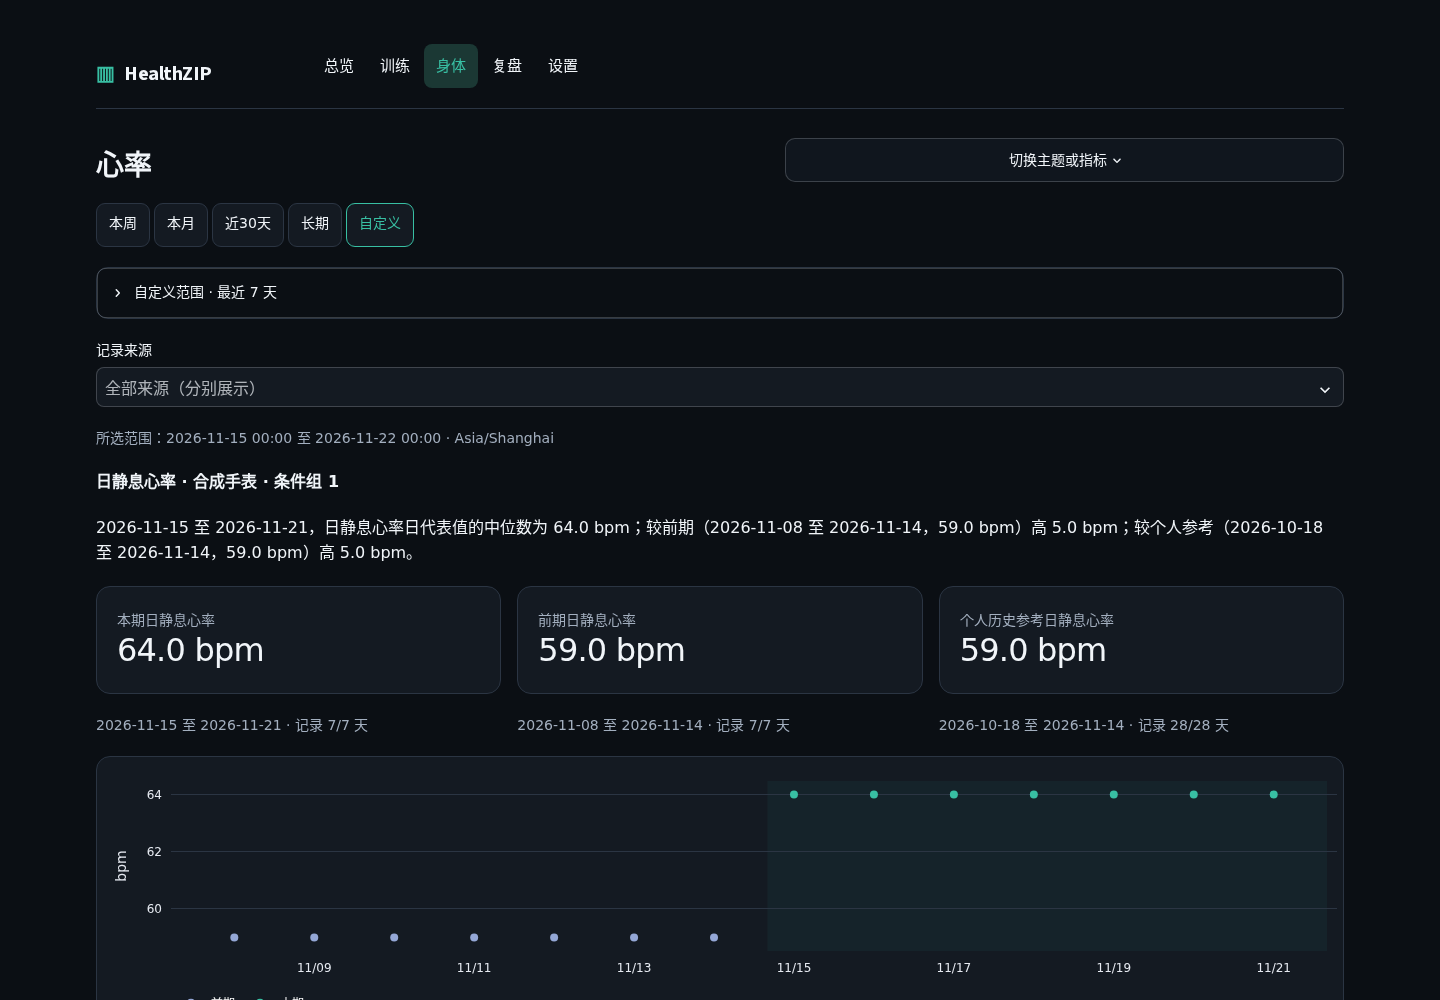 HealthZIP
总览 训练 身体 复盘 设置
心率
切换主题或指标
本周 本月 近30天 长期 自定义
自定义范围 · 最近 7 天
记录来源
全部来源（分别展示）
所选范围：2026-11-15 00:00 至 2026-11-22 00:00 · Asia/Shanghai
日静息心率 · 合成手表 · 条件组 1
2026-11-15 至 2026-11-21，日静息心率日代表值的中位数为 64.0 bpm；较前期（2026-11-08 至 2026-11-14，59.0 bpm）高 5.0 bpm；较个人参考（2026-10-18
至 2026-11-14，59.0 bpm）高 5.0 bpm。
本期日静息心率 前期日静息心率 个人历史参考日静息心率
64.0 bpm 59.0 bpm 59.0 bpm
2026-11-15 至 2026-11-21 · 记录 7/7 天 2026-11-08 至 2026-11-14 · 记录 7/7 天 2026-10-18 至 2026-11-14 · 记录 28/28 天
64
62
bpm
60
11/09 11/11 11/13 11/15 11/17 11/19 11/21